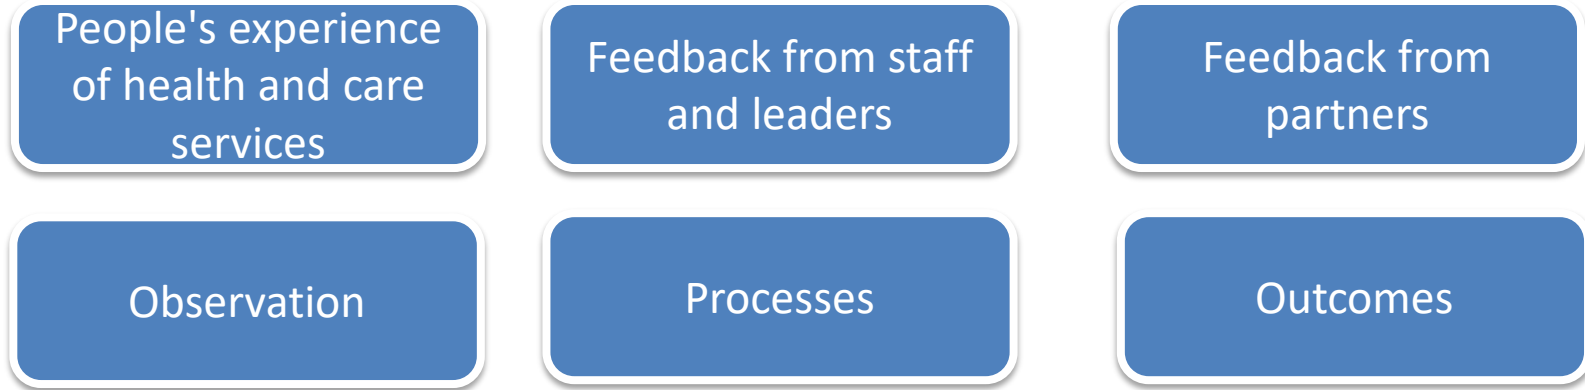 People's experience
of health and care
services
Feedback from staff
and leaders
Feedback from
partners
Observation
Processes
Outcomes